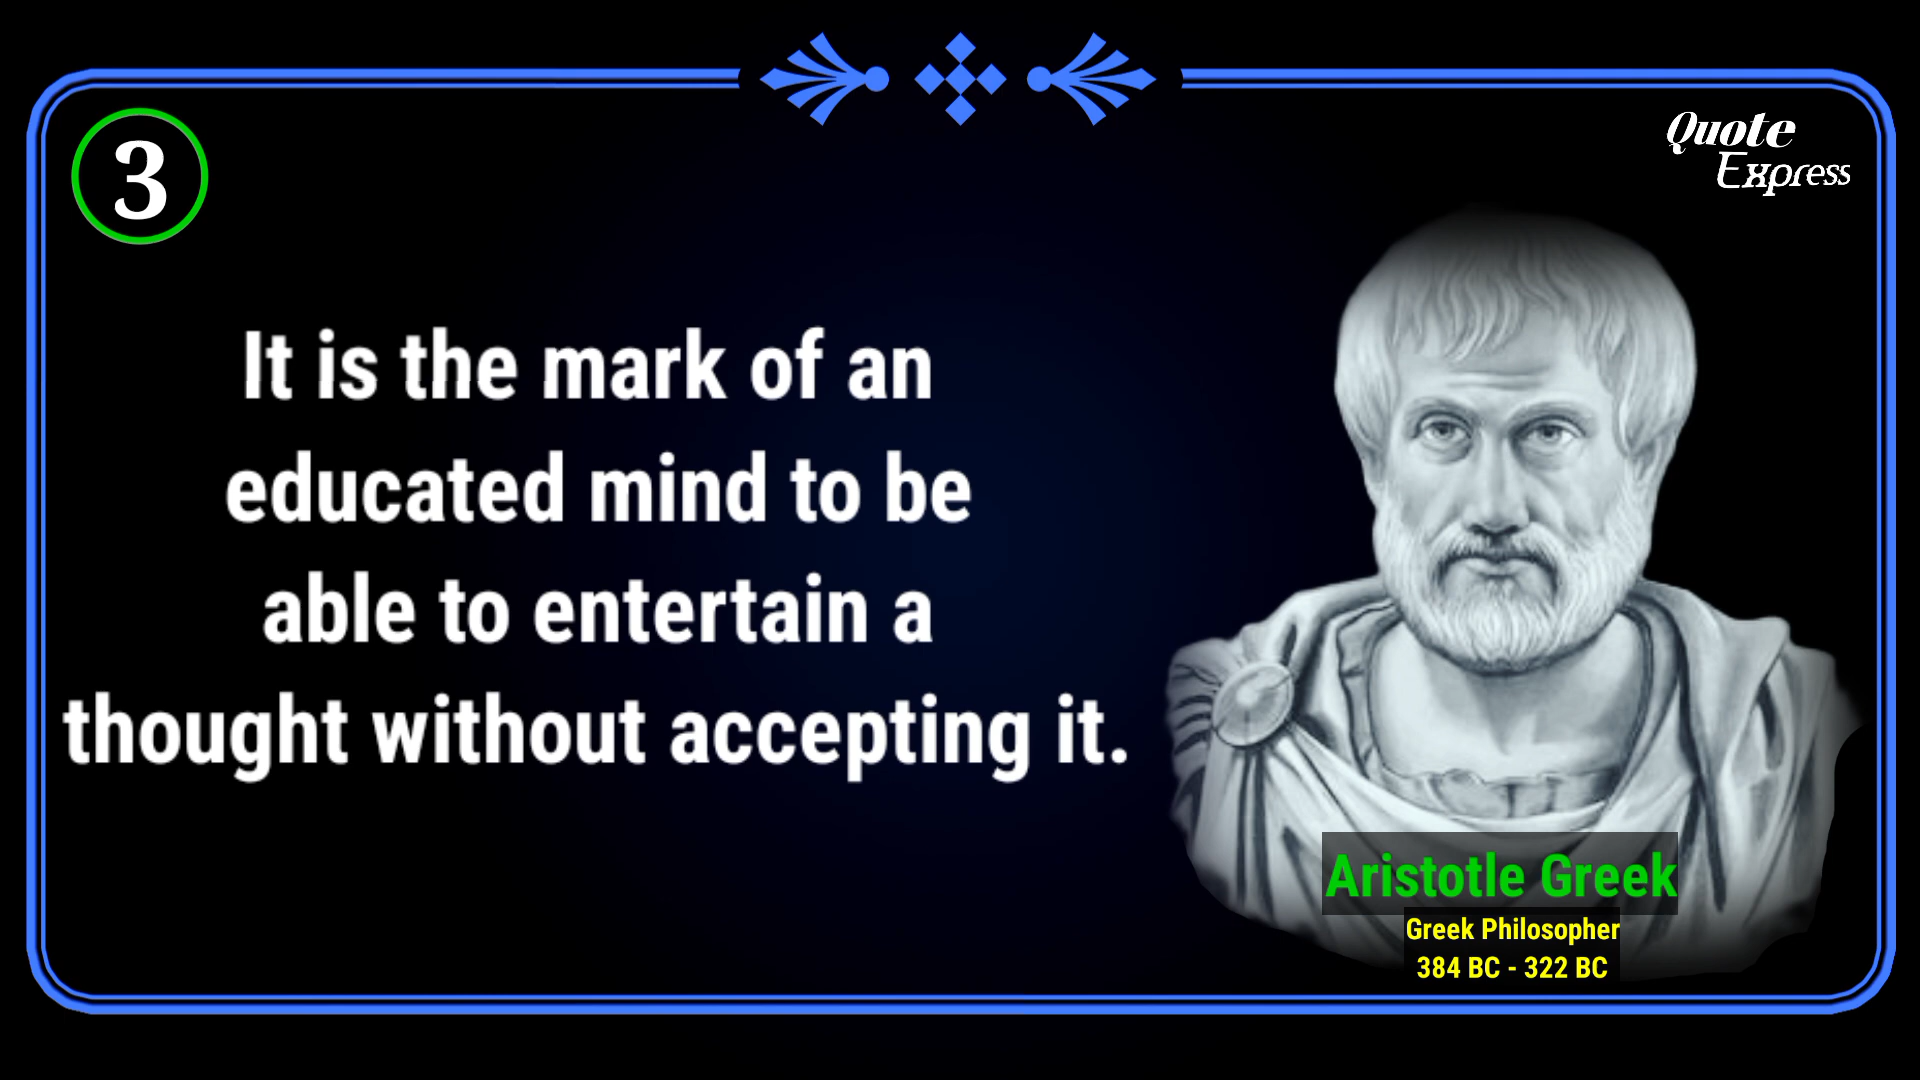 3
Quote
Express
It is the mark of an
educated mind to be
able to entertain a
thought without accepting it.
Aristotle Greek
Greek Philosopher
384 BC - 322 BC